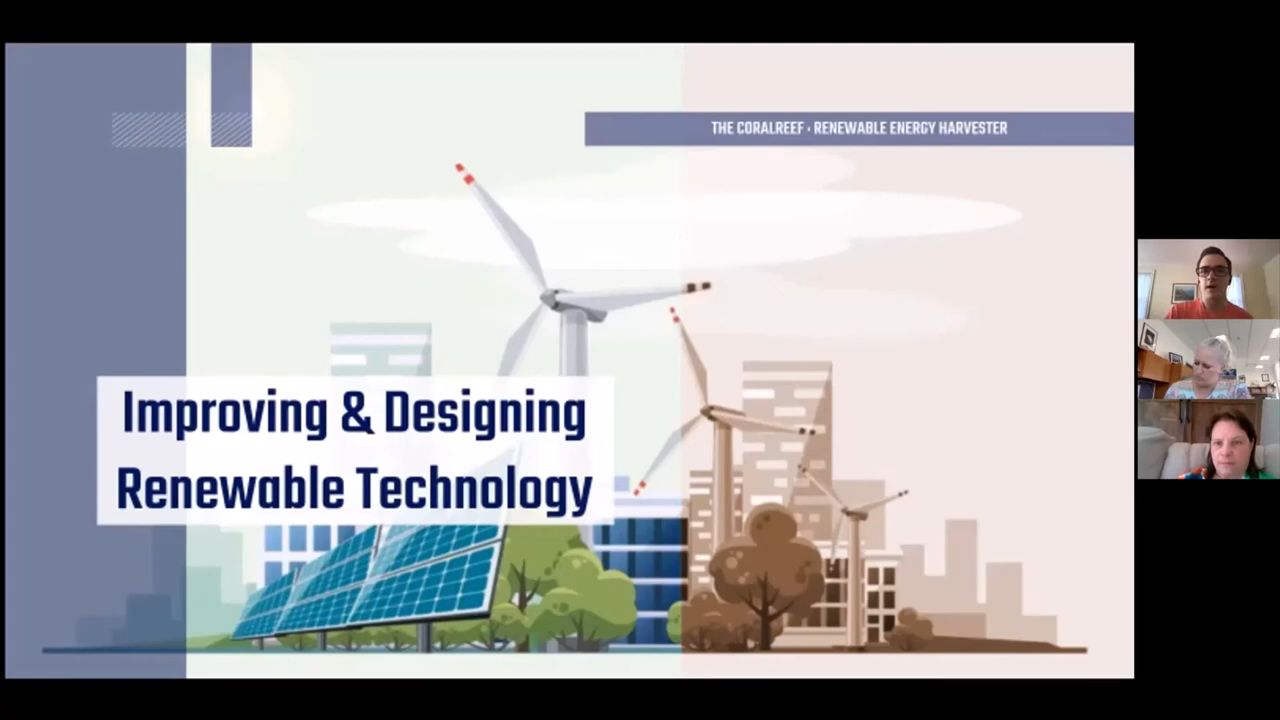 THE CORALREEF · RENEWABLE ENERGY HARVESTER
Improving & Designing
Renewable Technology